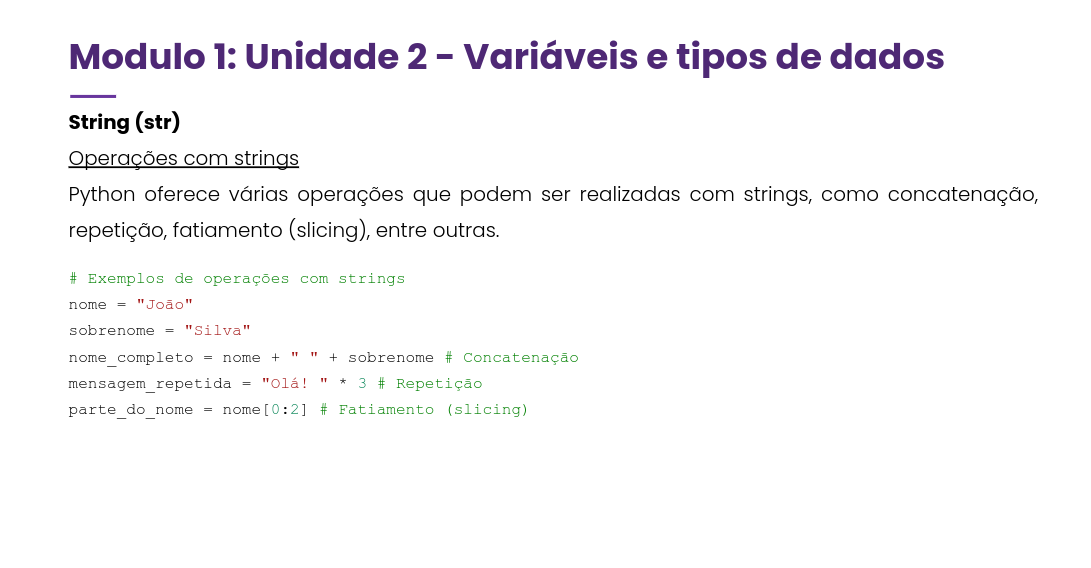 Modulo 1: Unidade 2 - Variáveis e tipos de dados
String (str)
Operações com strings
Python oferece várias operações que podem ser realizadas com strings, como concatenação,
repetição, fatiamento (slicing), entre outras.
# Exemplos de operações com strings
nome = "João"
sobrenome = "Silva"
nome_completo = nome + " " + sobrenome # Concatenação
mensagem_repetida = "Olá! " * 3 # Repetição
parte_do_nome = nome[0:2] # Fatiamento (slicing)